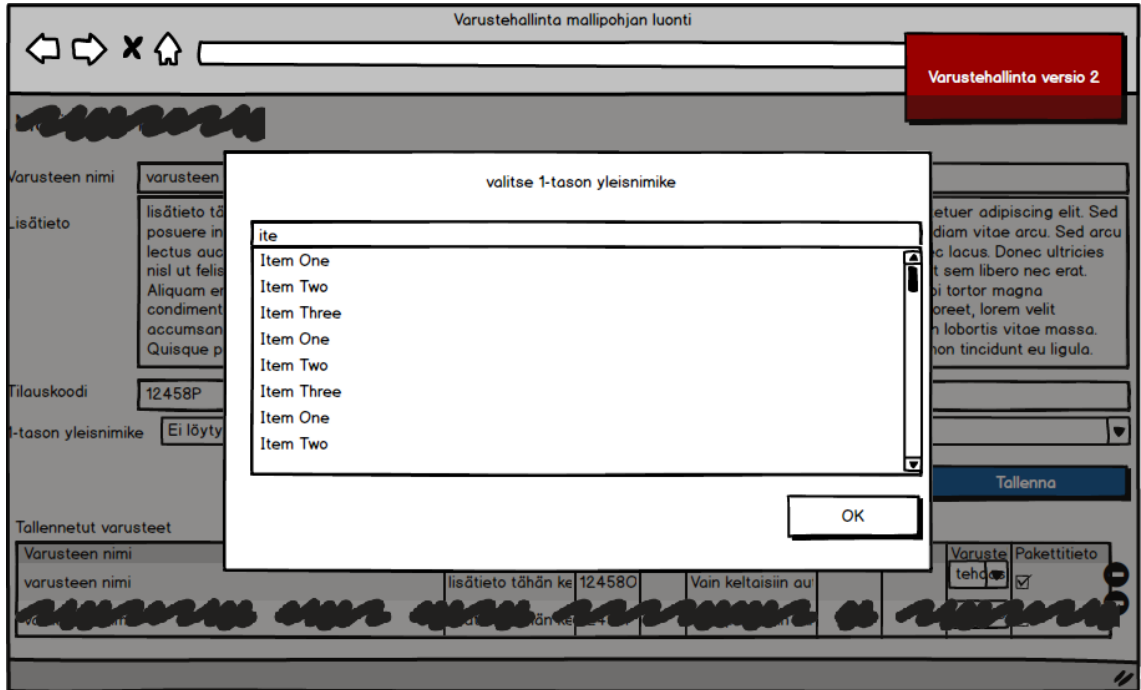 Varustehallinta mallipohjan luonti
Varustehallinta versio 2
Varusteen nimi
varusteen
Lisätieto
lisätieto tä
posuere in
lectus auc
nisl ut felis
Aliquam er
condiment
accumsan
Quisque p
etuer adipiscing elit. Sed
diam vitae arcu. Sed arcu
ec lacus. Donec ultricies
t sem libero nec erat.
bi tortor magna
oreet, lorem velit
n lobortis vitae massa.
non tincidunt eu ligula.
valitse 1-tason yleisnimike
ite
Item One
Item Two
Item Three
Item One
Item Two
Item Three
Item One
Item Two
OK
Tilauskoodi
12458P
1-tason yleisnimike
Ei löyty
Tallenna
Tallennetut varusteet
Varusteen nimi
Varuste
Pakettitieto
varusteen nimi
lisätieto tähän ke
12458O
Vain keltaisiin au
tehdas